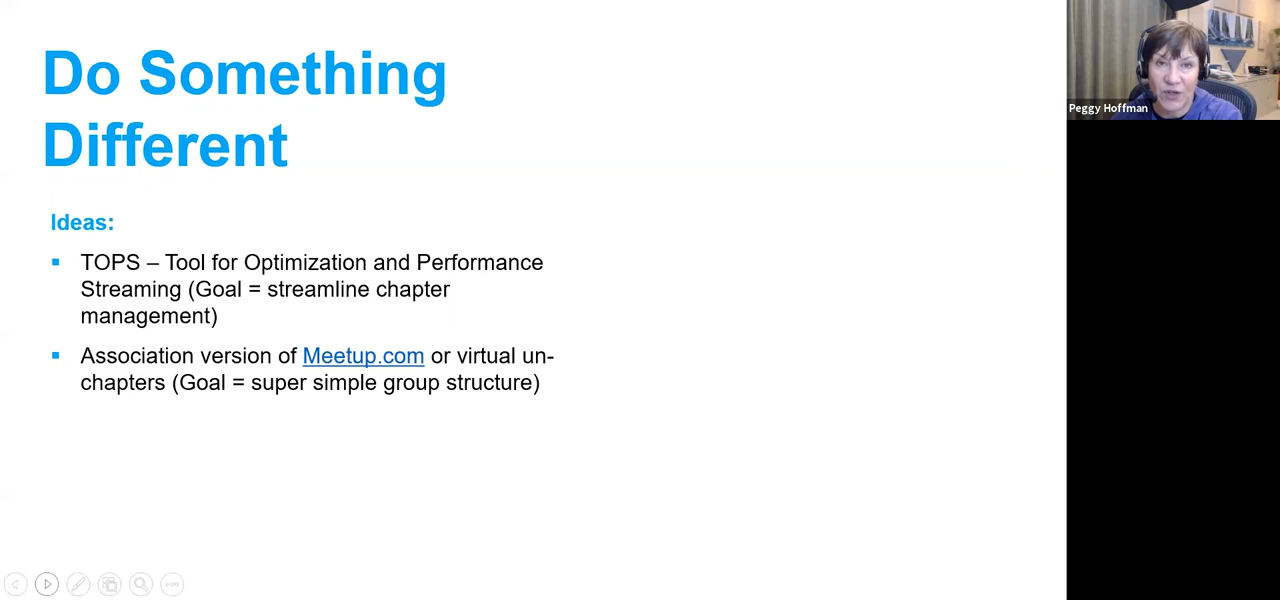 Do Something
Different
Ideas:
▪ TOPS – Tool for Optimization and Performance
Streaming (Goal = streamline chapter
management)
▪ Association version of Meetup.com or virtual un-
chapters (Goal = super simple group structure)
Peggy Hoffman